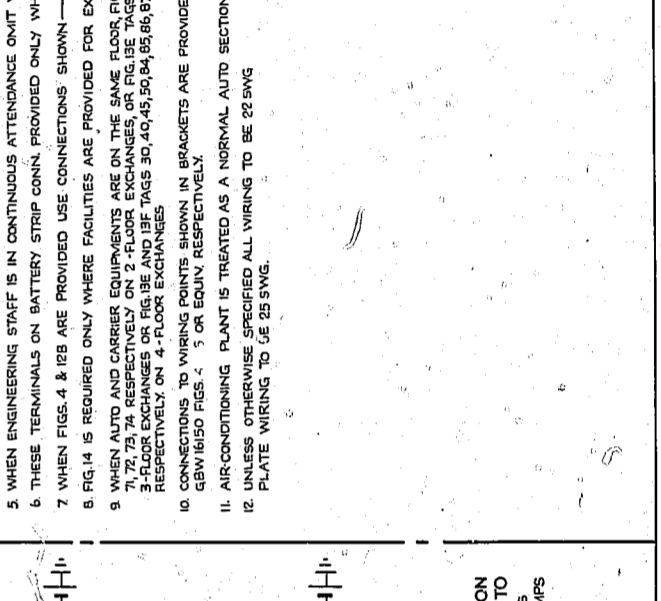 5. WHEN ENGINEERING STAFF IS IN CONTINUOUS ATTENDANCE OMIT
6. THESE TERMINALS ON BATTERY STRIP CONN. PROVIDED ONLY
7. WHEN FIGS. 4 & 12B ARE PROVIDED USE CONNECTIONS SHOWN
8. FIG. 14 IS REQUIRED ONLY WHERE FACILITIES ARE PROVIDED FOR
9. WHEN AUTO AND CARRIER EQUIPMENTS ARE ON THE SAME FLOOR,
71, 72, 73, 74 RESPECTIVELY ON 2-FLOOR EXCHANGES, OR FIG. 13E TAGS
3-FLOOR EXCHANGES OR FIG. 13E AND 13F TAGS 30, 40, 45, 50, 84, 85, 86,
RESPECTIVELY ON 4-FLOOR EXCHANGES
10. CONNECTIONS TO WIRING POINTS SHOWN IN BRACKETS ARE
GBW 16150 FIGS. 5 OR EQUIV. RESPECTIVELY.
11. AIR-CONDITIONING PLANT IS TREATED AS A NORMAL AUTO SECTION
12. UNLESS OTHERWISE SPECIFIED ALL WIRING TO BE 22 SWG
PLATE WIRING TO BE 25 SWG.
ON
TO